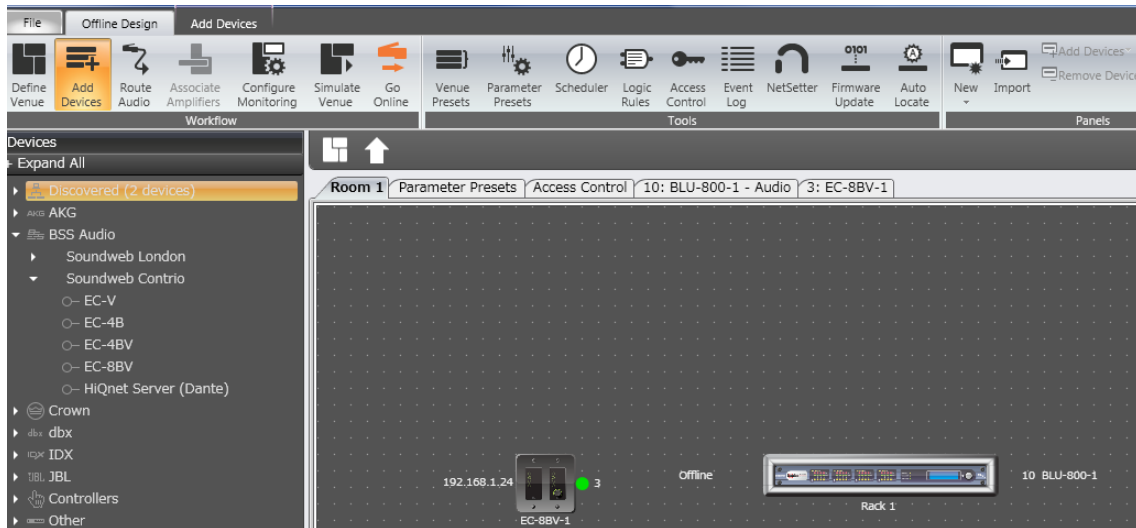 File Offline Design Add Devices
Define Venue
Add Devices
Route Audio
Associate Amplifiers
Configure Monitoring
Simulate Venue
Go Online
Venue Presets
Parameter Presets
Scheduler
Logic Rules
Access Control
Event Log
NetSetter
0101
Firmware Update
Auto Locate
New
Import
Add Devices
Remove Device
Workflow Tools Panels
Devices
+ Expand All
Discovered (2 devices)
AKG AKG
BSS Audio
Soundweb London
Soundweb Contrio
EC-V
EC-4B
EC-4BV
EC-8BV
HiQnet Server (Dante)
Crown
dbx dbx
IDX IDX
JBL JBL
Controllers
Other
Room 1 Parameter Presets Access Control 10: BLU-800-1 - Audio 3: EC-8BV-1
192.168.1.24 3 Offline 10 BLU-800-1
EC-8BV-1 Rack 1